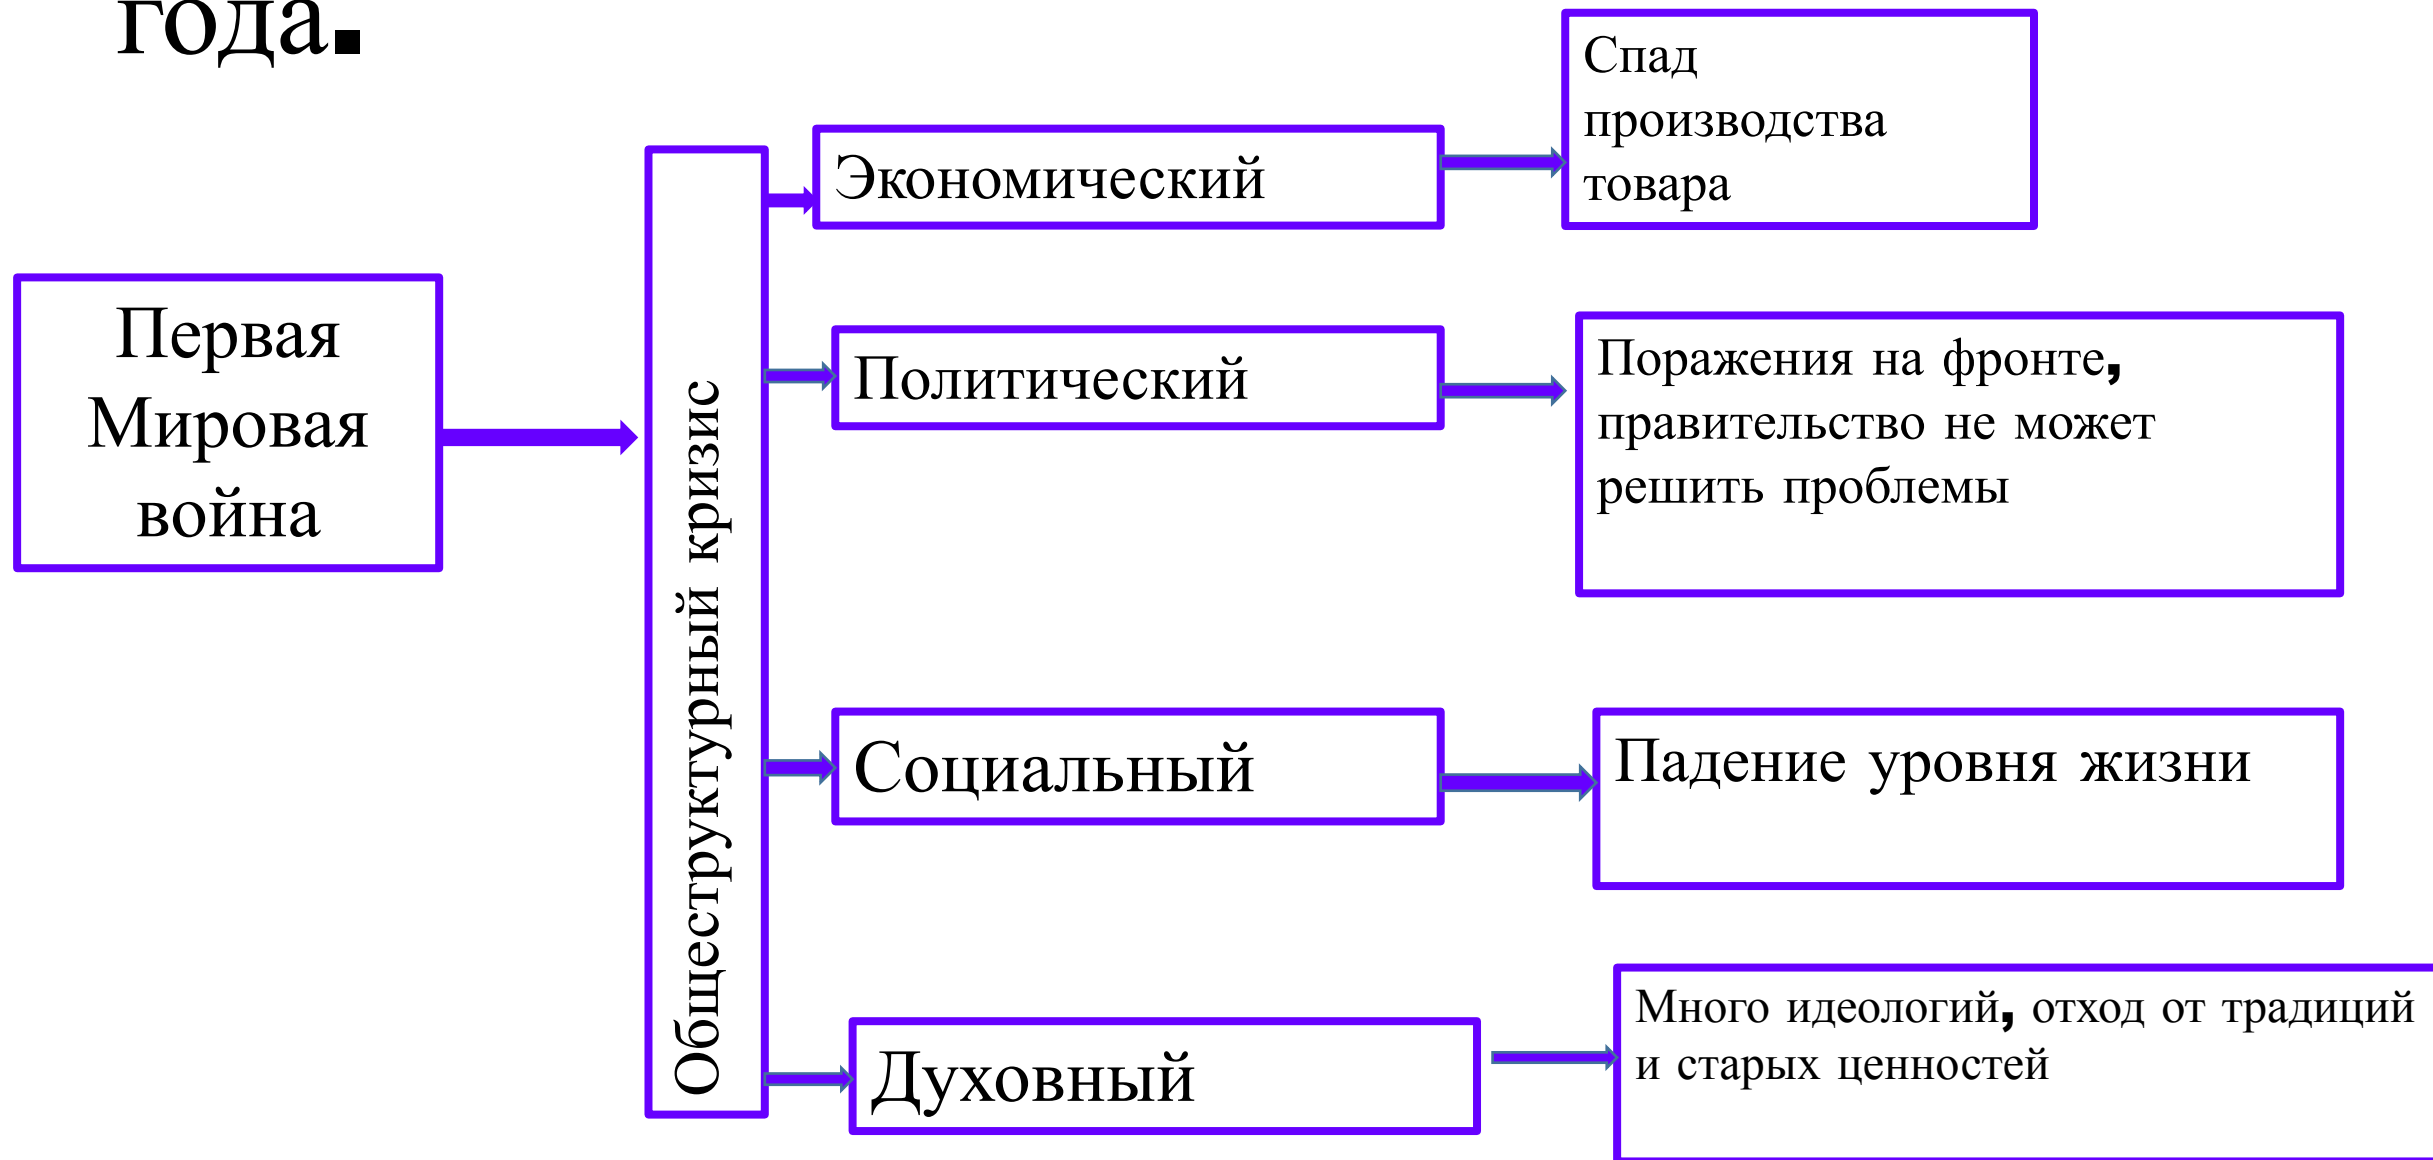 года.
Первая
Мировая
война
Общеструктурный кризис
Экономический
Спад
производства
товара
Политический
Поражения на фронте,
правительство не может
решить проблемы
Социальный
Падение уровня жизни
Духовный
Много идеологий, отход от традиций
и старых ценностей